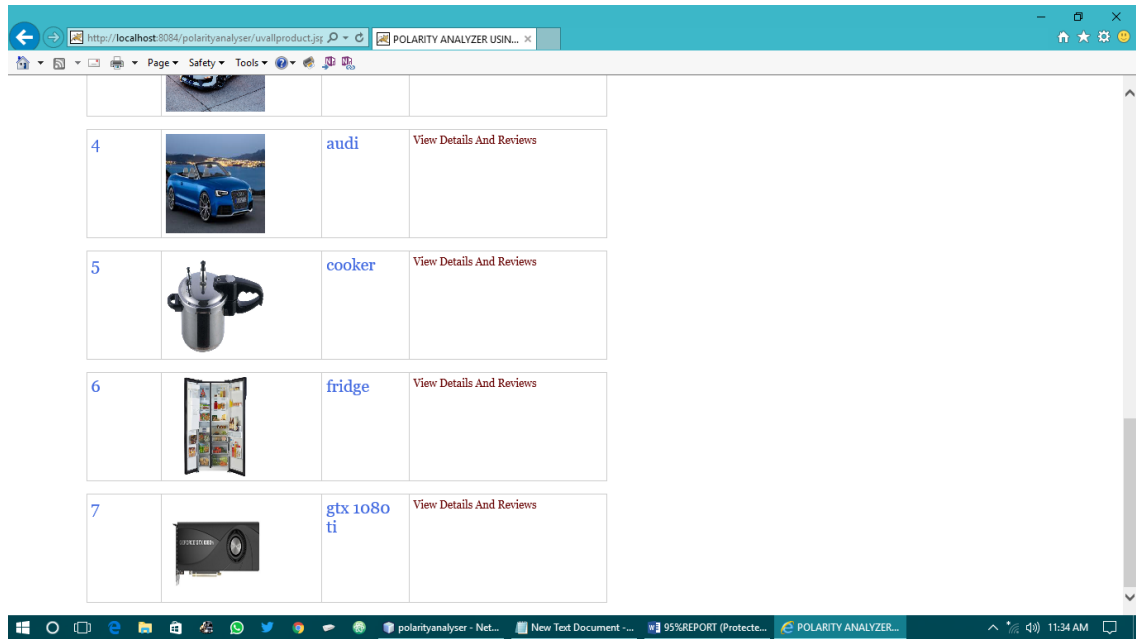 http://localhost:8084/polarityanalyser/uvallproduct.jsp
POLARITY ANALYZER USIN...
Page
Safety
Tools
4
audi
View Details And Reviews
5
cooker
View Details And Reviews
6
fridge
View Details And Reviews
7
gtx 1080
ti
View Details And Reviews
polarityanalyser - Net...
New Text Document -...
95%REPORT (Protecte...
POLARITY ANALYZER...
11:34 AM